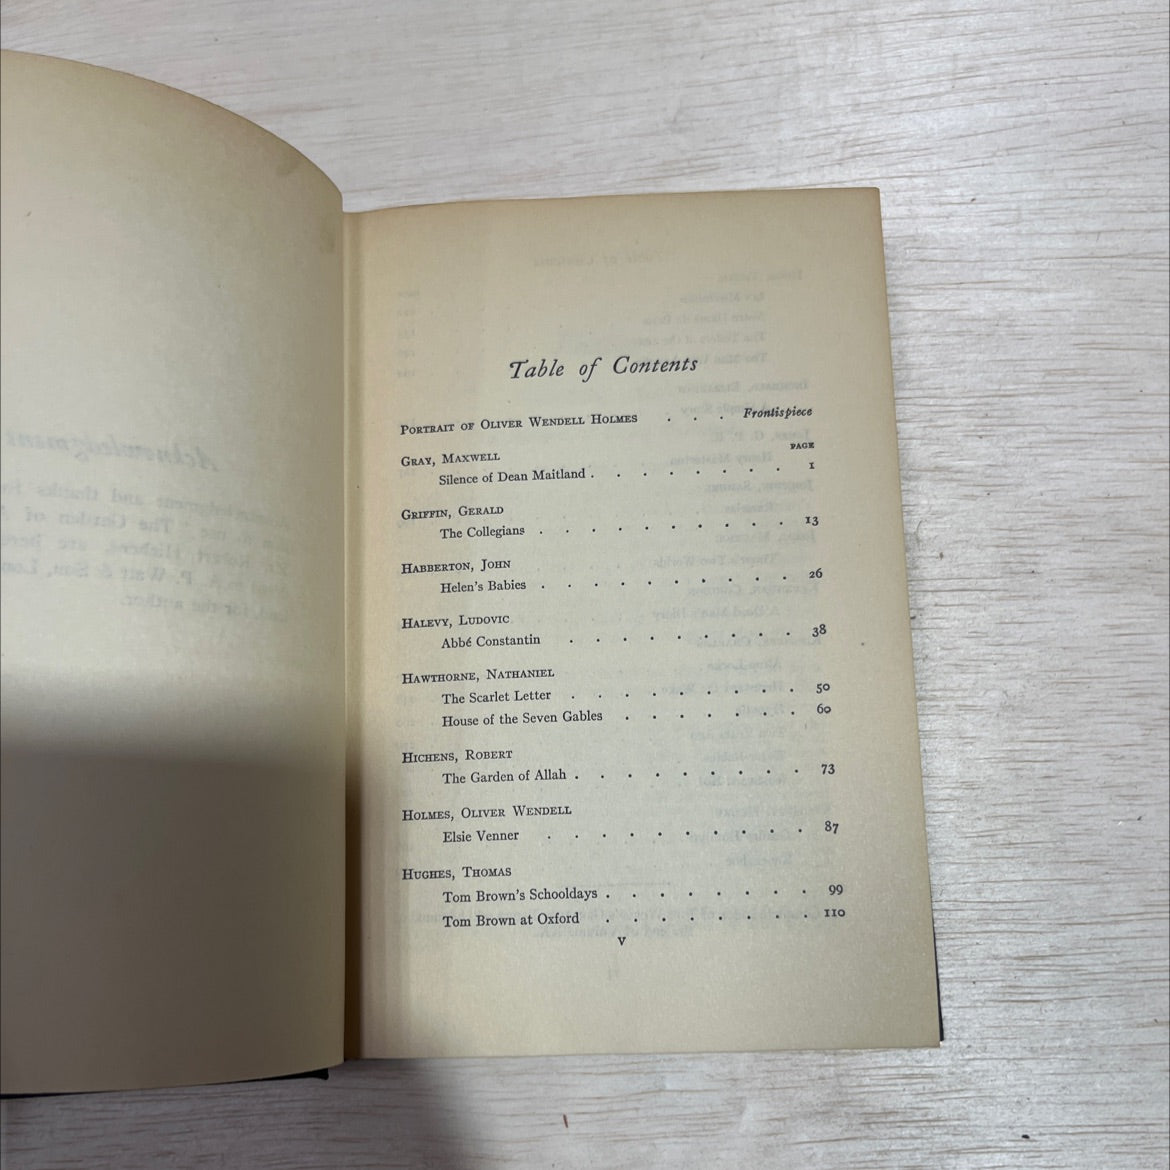 Table of Contents
PORTRAIT OF OLIVER WENDELL HOLMES . . . Frontispiece
PAGE
GRAY, MAXWELL
Silence of Dean Maitland . . . . . . . . 1
GRIFFIN, GERALD
The Collegians . . . . . . . . . . 13
HABBERTON, JOHN
Helen's Babies . . . . . . . . . . 26
HALEVY, LUDOVIC
Abbé Constantin . . . . . . . . . 38
HAWTHORNE, NATHANIEL
The Scarlet Letter . . . . . . . . . 50
House of the Seven Gables . . . . . . . 60
HICHENS, ROBERT
The Garden of Allah . . . . . . . . . 73
HOLMES, OLIVER WENDELL
Elsie Venner . . . . . . . . . . 87
HUGHES, THOMAS
Tom Brown's Schooldays . . . . . . . . 99
Tom Brown at Oxford . . . . . . . . 110
v